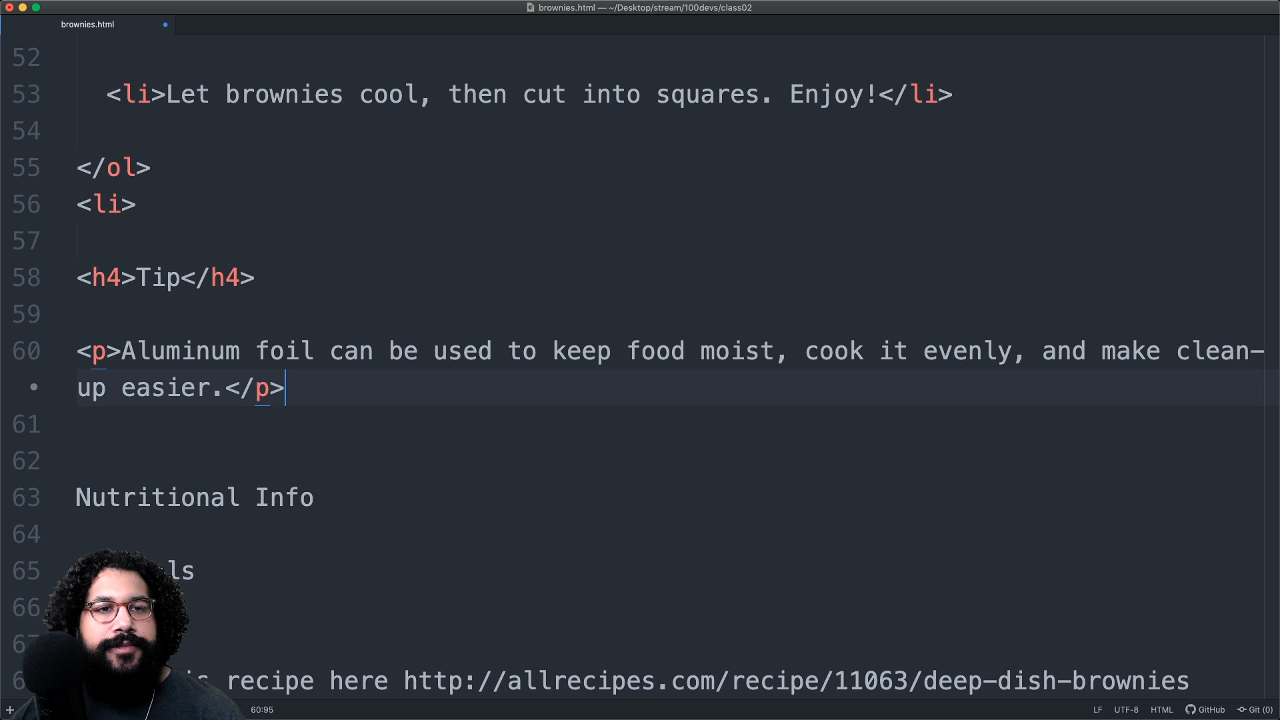 brownies.html — ~/Desktop/stream/100devs/class02
brownies.html
52
53 <li>Let brownies cool, then cut into squares. Enjoy!</li>
54
55 </ol>
56 <li>
57
58 <h4>Tip</h4>
59
60 <p>Aluminum foil can be used to keep food moist, cook it evenly, and make clean-
up easier.</p>
61
62
63 Nutritional Info
64
65 ls
66
recipe here http://allrecipes.com/recipe/11063/deep-dish-brownies
60:95 LF UTF-8 HTML GitHub Git (0)